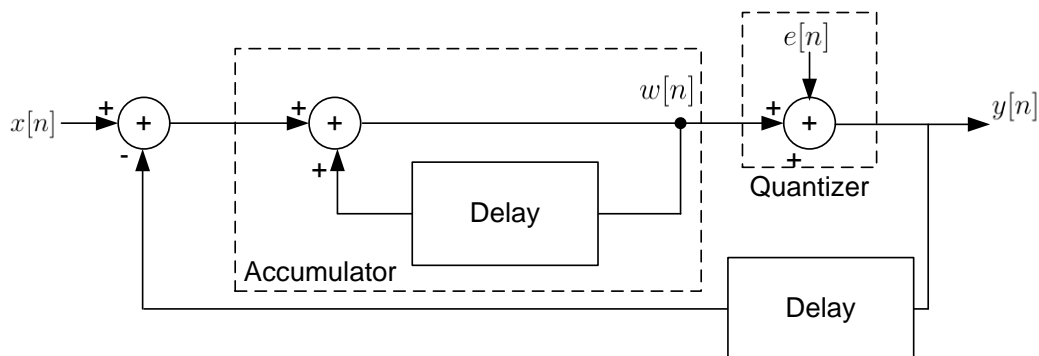 e[n]
w[n]
x[n]
+
+
+
+
+
+
y[n]
-
+
+
Quantizer
Delay
Accumulator
Delay